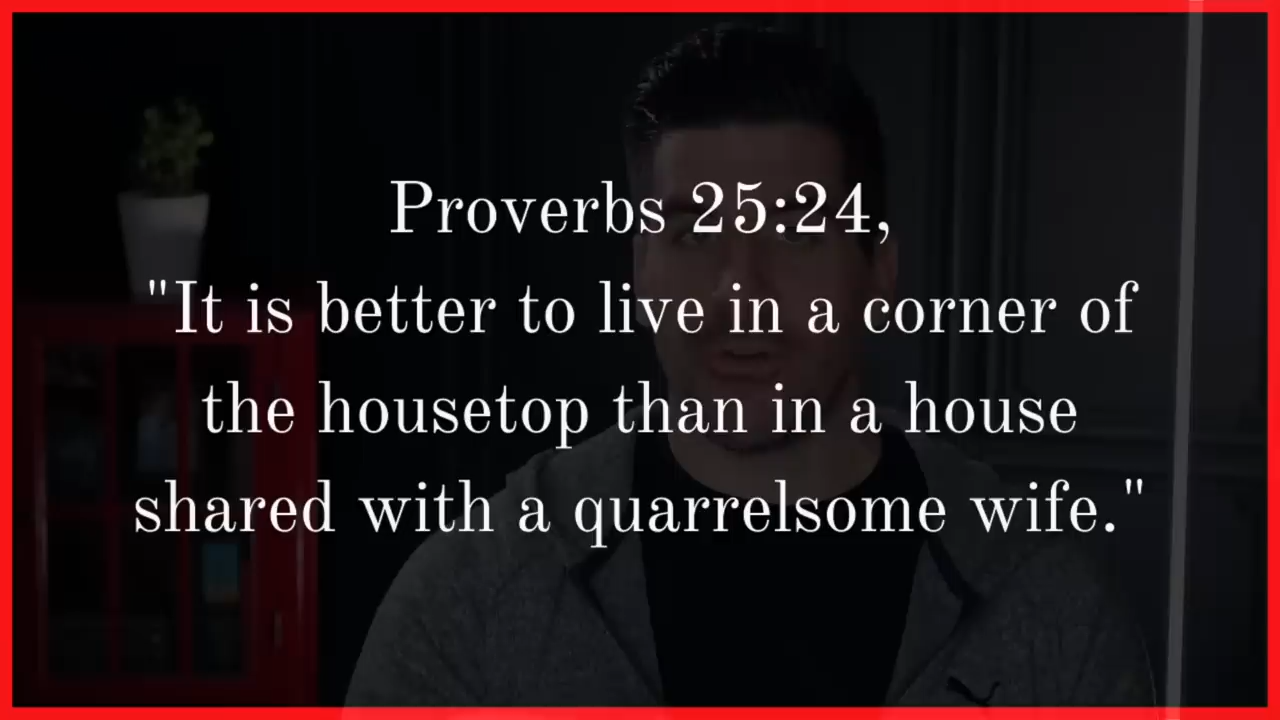 Proverbs 25:24,
"It is better to live in a corner of
the housetop than in a house
shared with a quarrelsome wife."